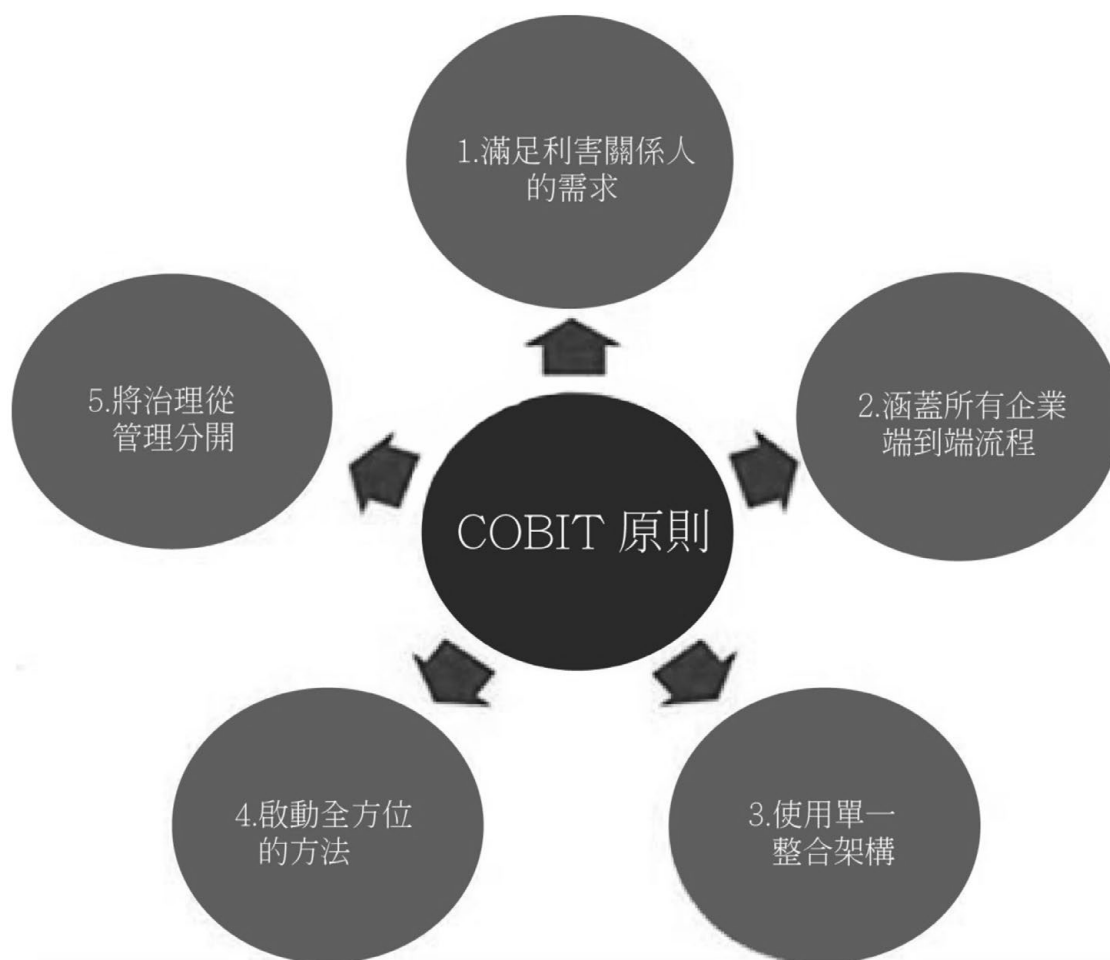 1.滿足利害關係人
的需求
2.涵蓋所有企業
端到端流程
3.使用單一
整合架構
4.啟動全方位
的方法
5.將治理從
管理分開
COBIT 原則